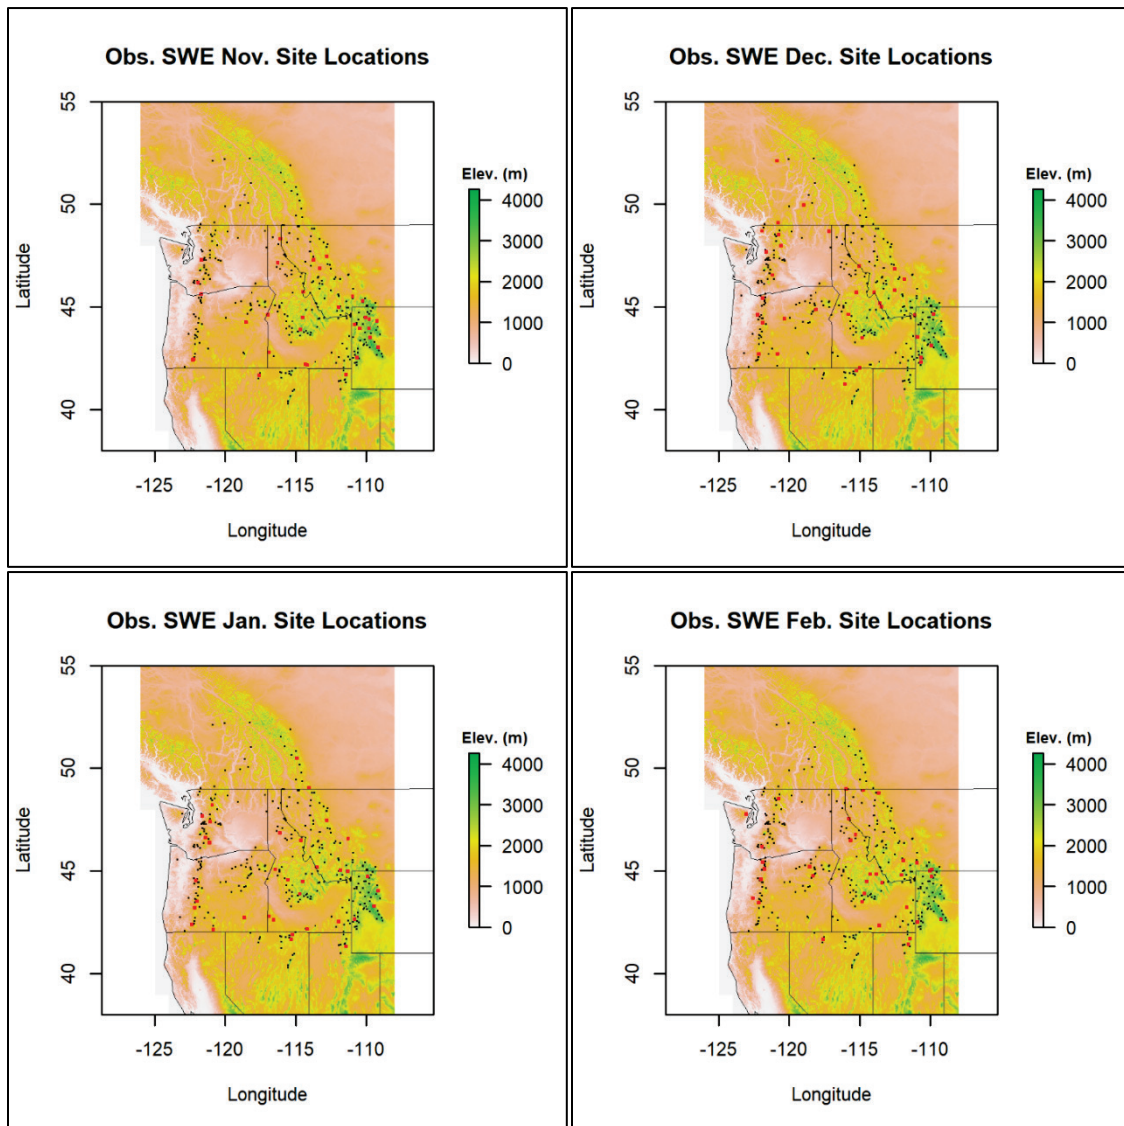 Obs. SWE Nov. Site Locations
Latitude
55
50
45
40
-125 -120 -115 -110
Longitude
Elev. (m)
4000
3000
2000
1000
0
Obs. SWE Dec. Site Locations
Latitude
55
50
45
40
-125 -120 -115 -110
Longitude
Elev. (m)
4000
3000
2000
1000
0
Obs. SWE Jan. Site Locations
Latitude
55
50
45
40
-125 -120 -115 -110
Longitude
Elev. (m)
4000
3000
2000
1000
0
Obs. SWE Feb. Site Locations
Latitude
55
50
45
40
-125 -120 -115 -110
Longitude
Elev. (m)
4000
3000
2000
1000
0